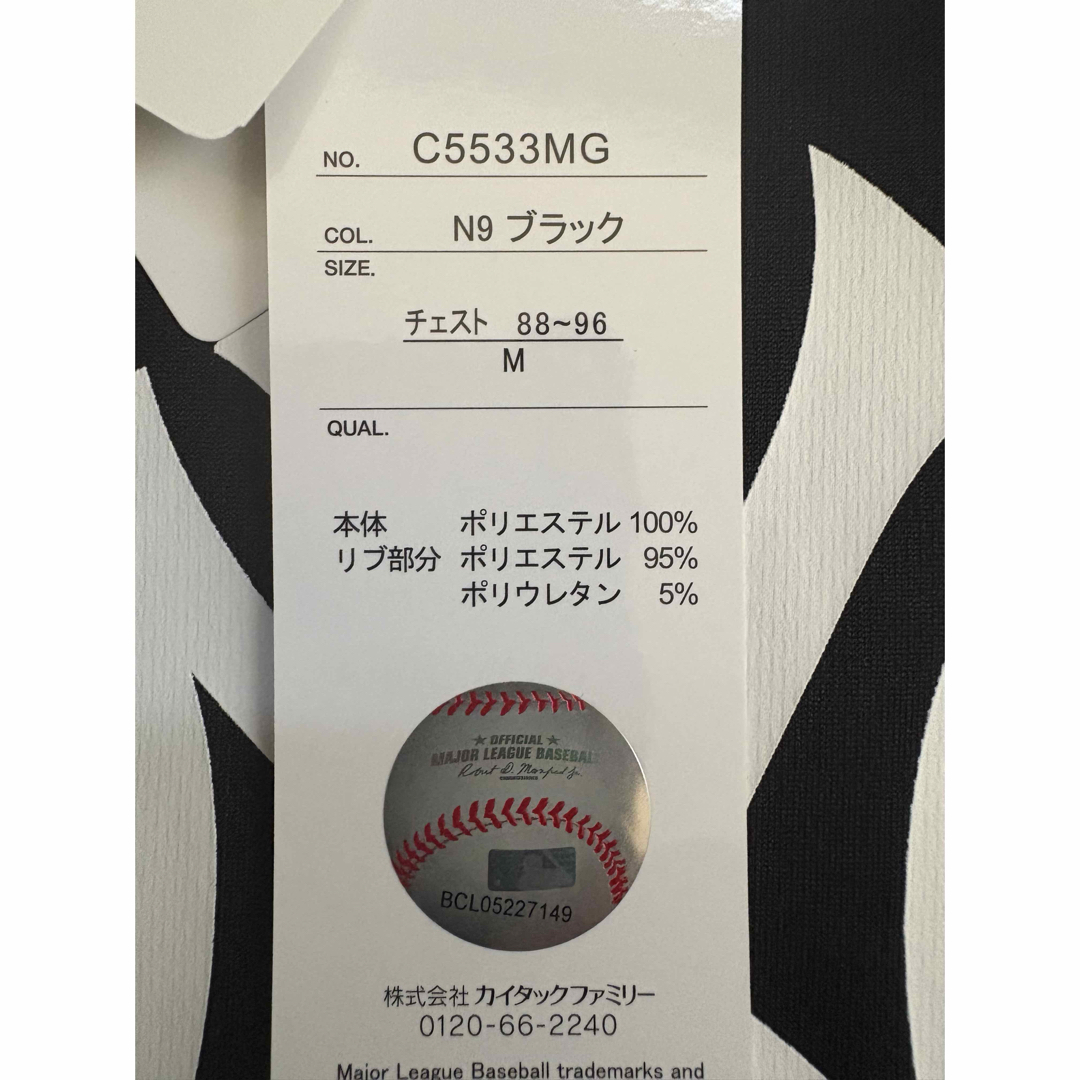 NO. C5533MG
COL. N9 ブラック
SIZE.
チェスト 88~96
M
QUAL.
本体 ポリエステル 100%
リブ部分 ポリエステル 95%
ポリウレタン 5%
★ OFFICIAL ★
MAJOR LEAGUE BASEBALL
BCL05227149
株式会社 カイタックファミリー
0120-66-2240
Major League Baseball trademarks and